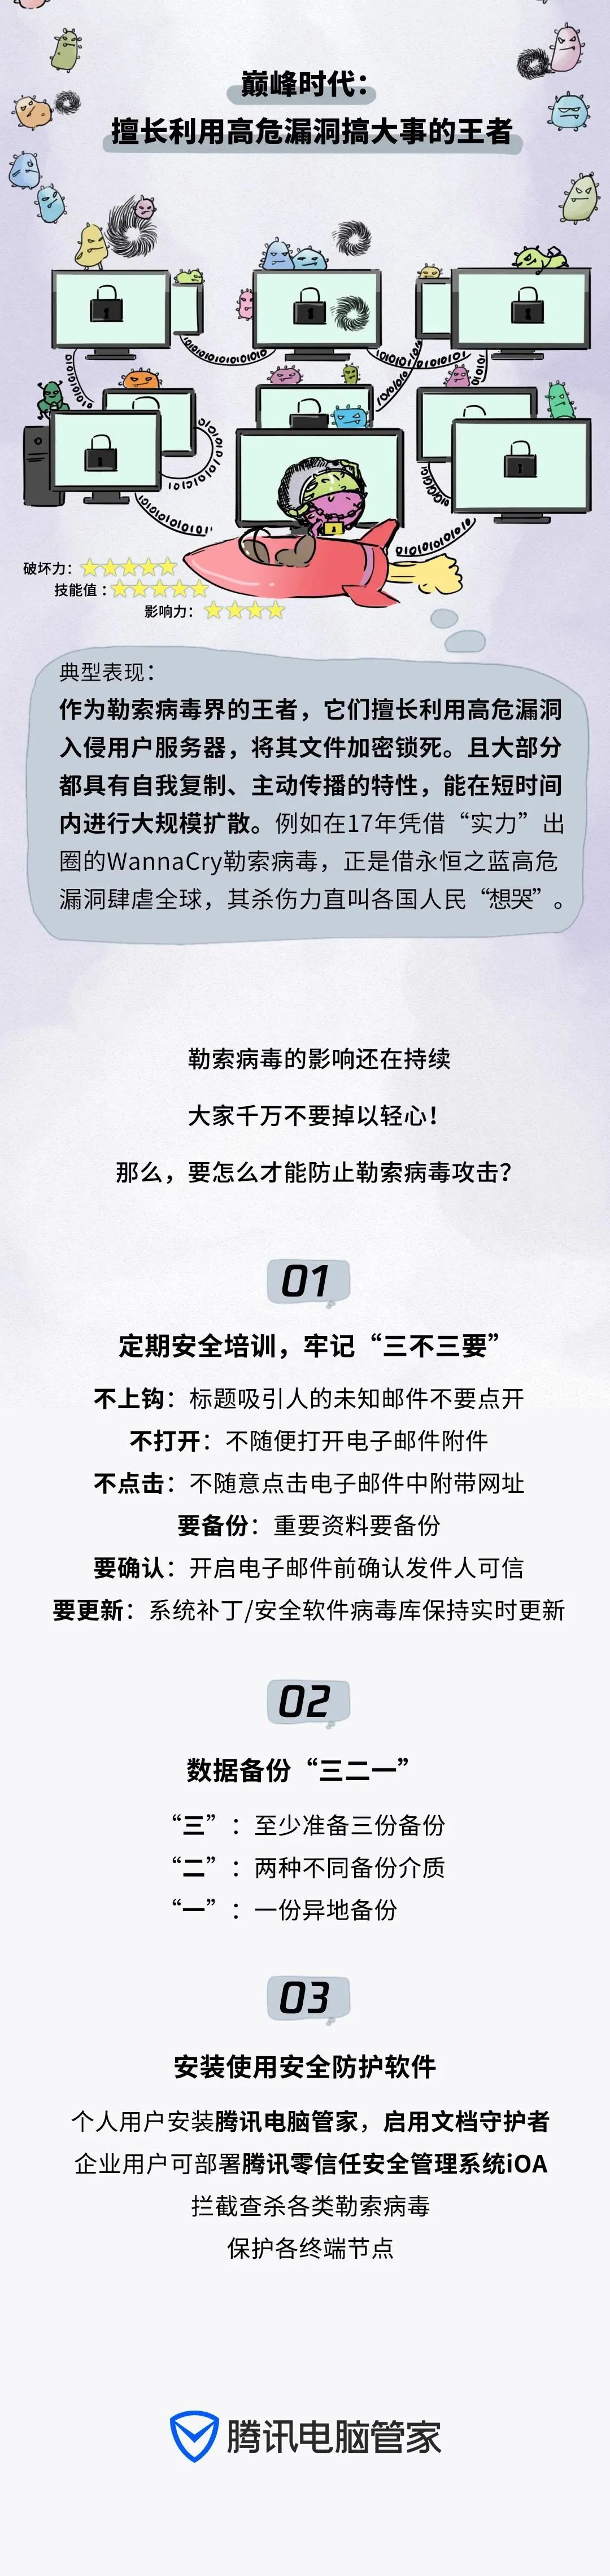 巅峰时代：
擅长利用高危漏洞搞大事的王者
破坏力：
技能值：
影响力：
典型表现：
作为勒索病毒界的王者，它们擅长利用高危漏洞
入侵用户服务器，将其文件加密锁死。且大部分
都具有自我复制、主动传播的特性，能在短时间
内进行大规模扩散。例如在17年凭借“实力”出
圈的WannaCry勒索病毒，正是借永恒之蓝高危
漏洞肆虐全球，其杀伤力直叫各国人民“想哭”。
勒索病毒的影响还在持续
大家千万不要掉以轻心！
那么，要怎么才能防止勒索病毒攻击？
01
定期安全培训，牢记“三不三要”
不上钩：标题吸引人的未知邮件不要点开
不打开：不随便打开电子邮件附件
不点击：不随意点击电子邮件中附带网址
要备份：重要资料要备份
要确认：开启电子邮件前确认发件人可信
要更新：系统补丁/安全软件病毒库保持实时更新
02
数据备份“三二一”
“三”：至少准备三份备份
“二”：两种不同备份介质
“一”：一份异地备份
03
安装使用安全防护软件
个人用户安装腾讯电脑管家，启用文档守护者
企业用户可部署腾讯零信任安全管理系统iOA
拦截查杀各类勒索病毒
保护各终端节点
腾讯电脑管家